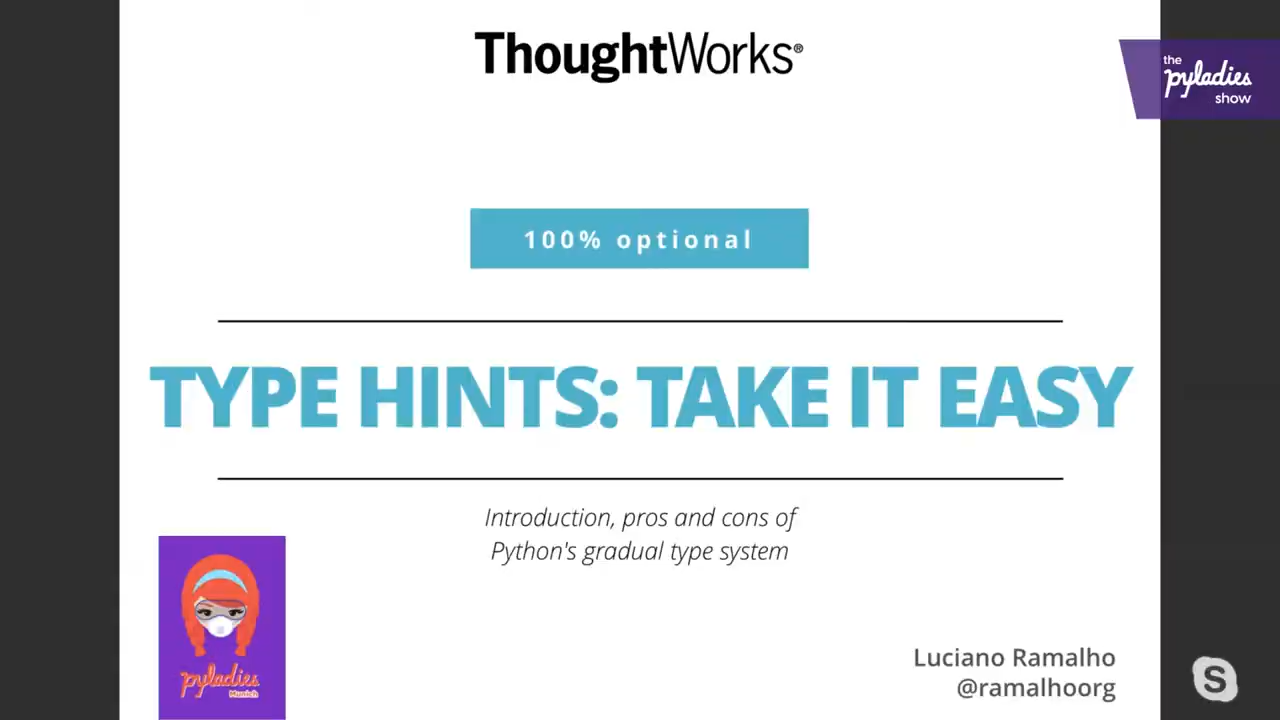 ThoughtWorks®
the
pyladies
show
100% optional
TYPE HINTS: TAKE IT EASY
Introduction, pros and cons of
Python's gradual type system
pyladies
Munich
Luciano Ramalho
@ramalhoorg
S